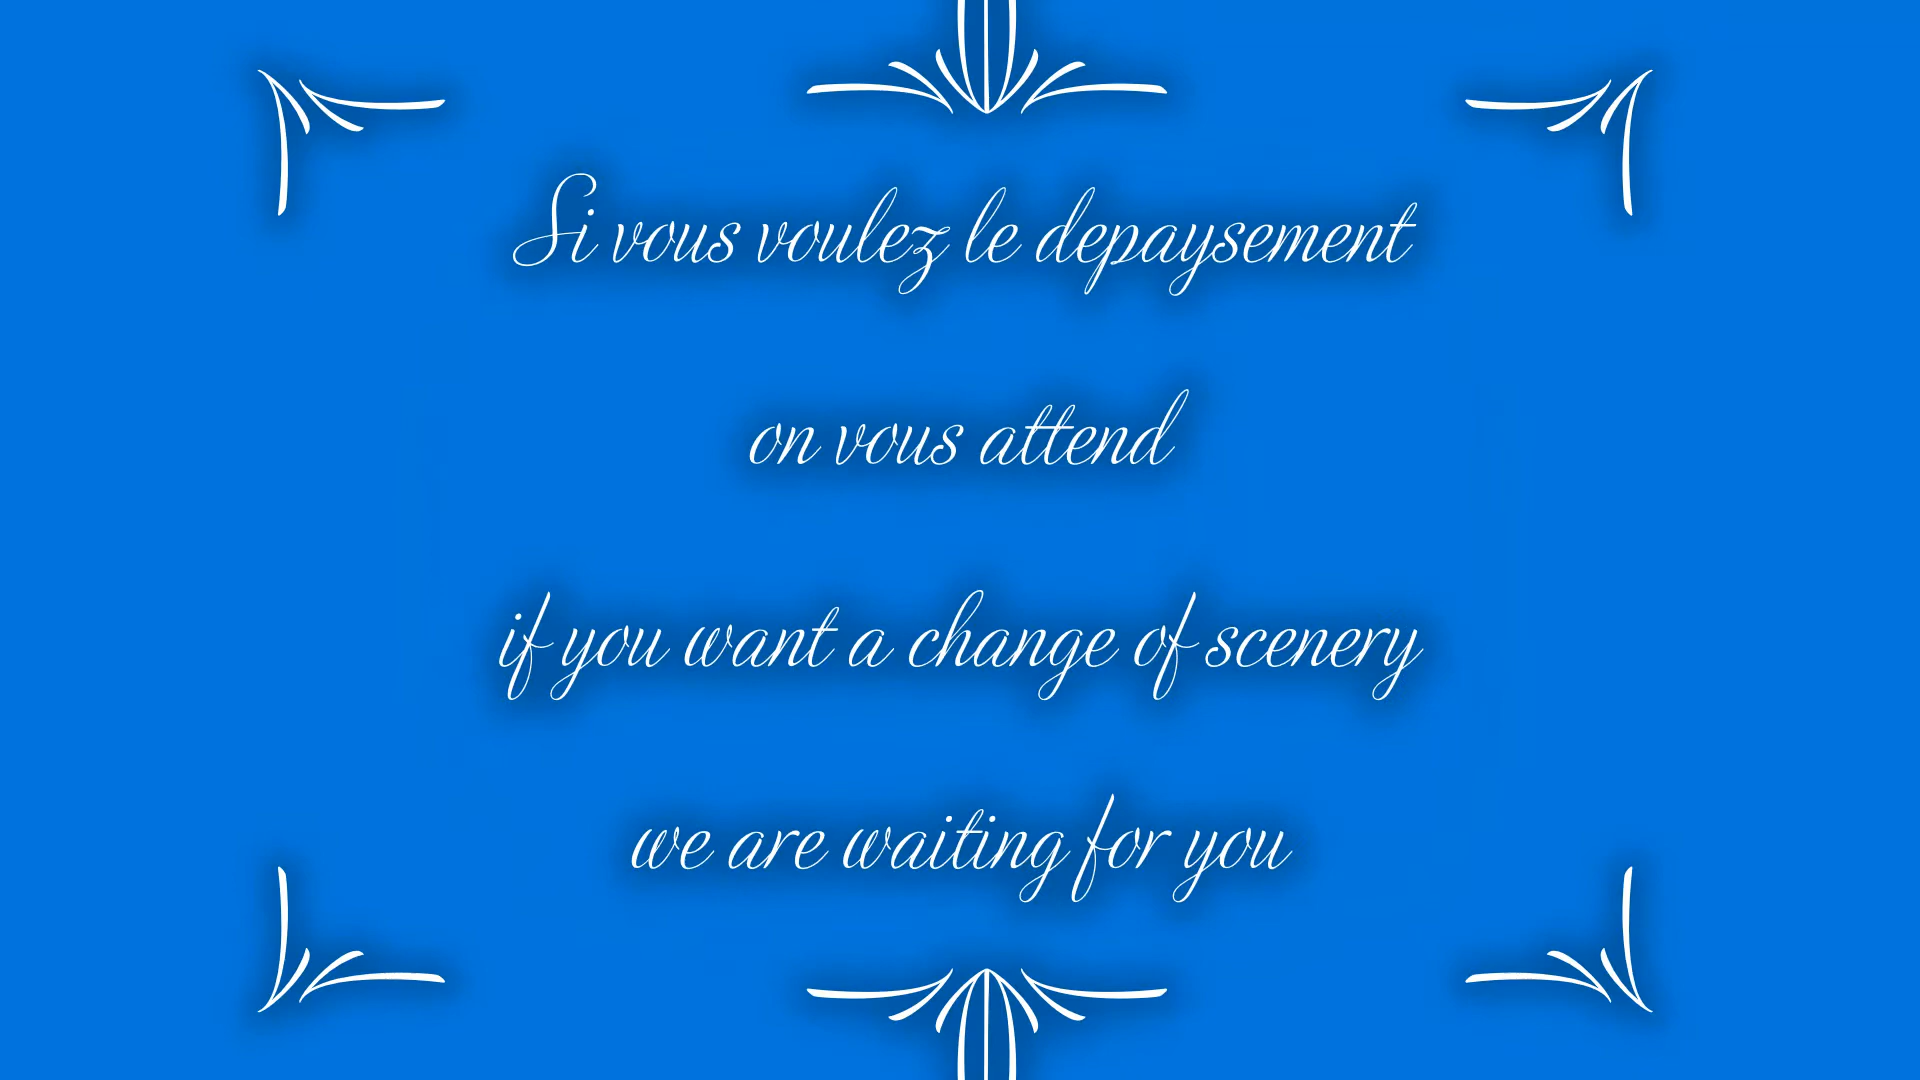 Si vous voulez le depaysement
on vous attend
if you want a change of scenery
we are waiting for you